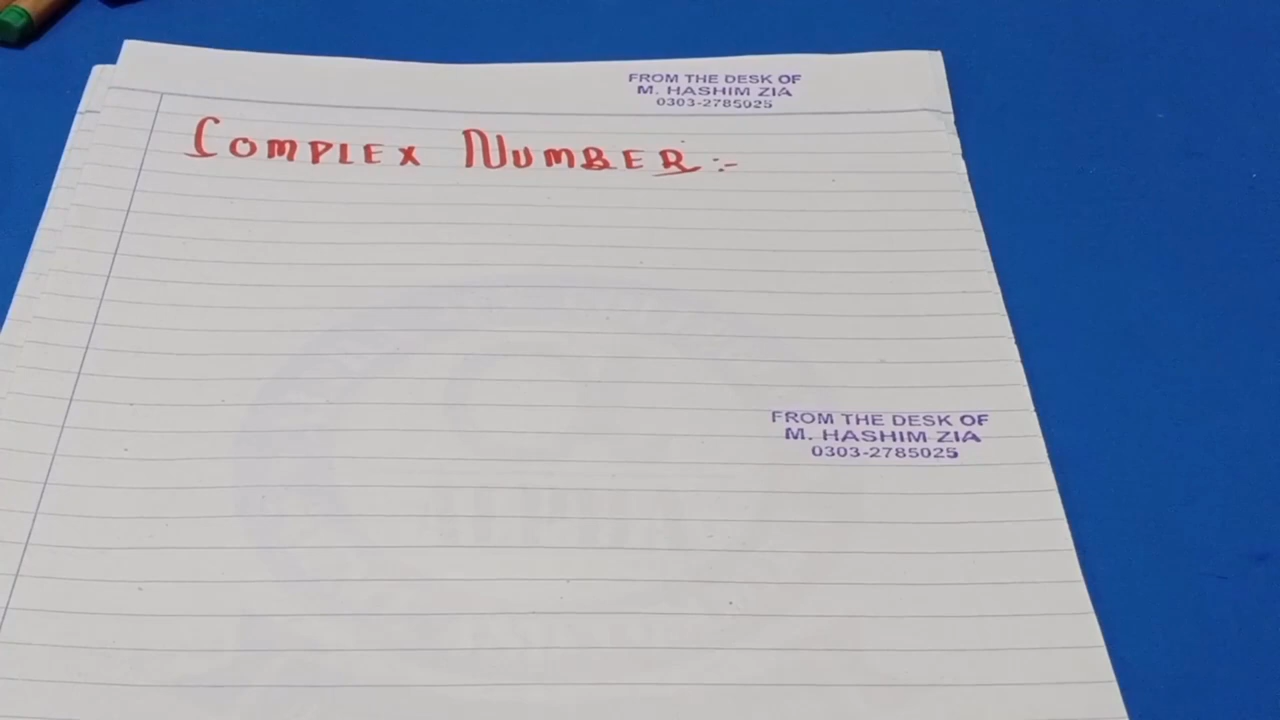 FROM THE DESK OF
M. HASHIM ZIA
0303-2785025
COMPLEX NUMBER:-
FROM THE DESK OF
M. HASHIM ZIA
0303-2785025